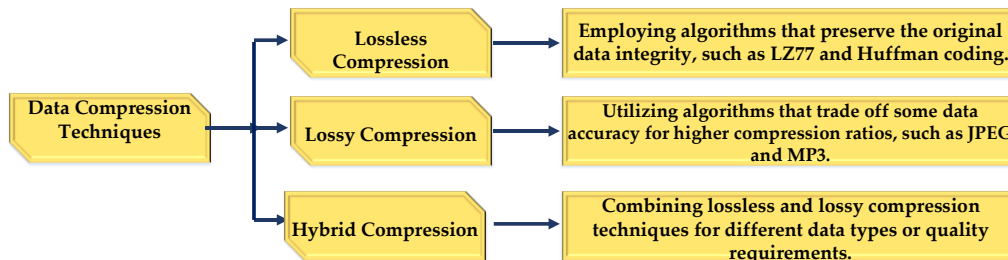 Data Compression
Techniques
Lossless
Compression
Employing algorithms that preserve the original
data integrity, such as LZ77 and Huffman coding.
Lossy Compression
Utilizing algorithms that trade off some data
accuracy for higher compression ratios, such as JPEG
and MP3.
Hybrid Compression
Combining lossless and lossy compression
techniques for different data types or quality
requirements.